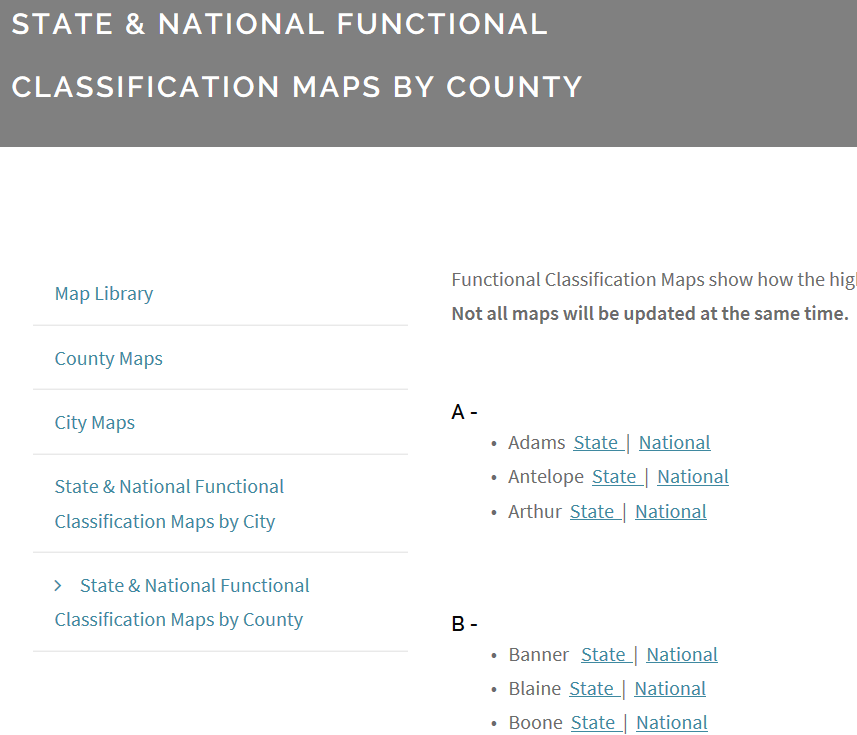 STATE & NATIONAL FUNCTIONAL
CLASSIFICATION MAPS BY COUNTY
Map Library
County Maps
City Maps
State & National Functional
Classification Maps by City
> State & National Functional
Classification Maps by County
Functional Classification Maps show how the
Not all maps will be updated at the same time.
A -
• Adams State | National
• Antelope State | National
• Arthur State | National
B -
• Banner State | National
• Blaine State | National
• Boone State | National